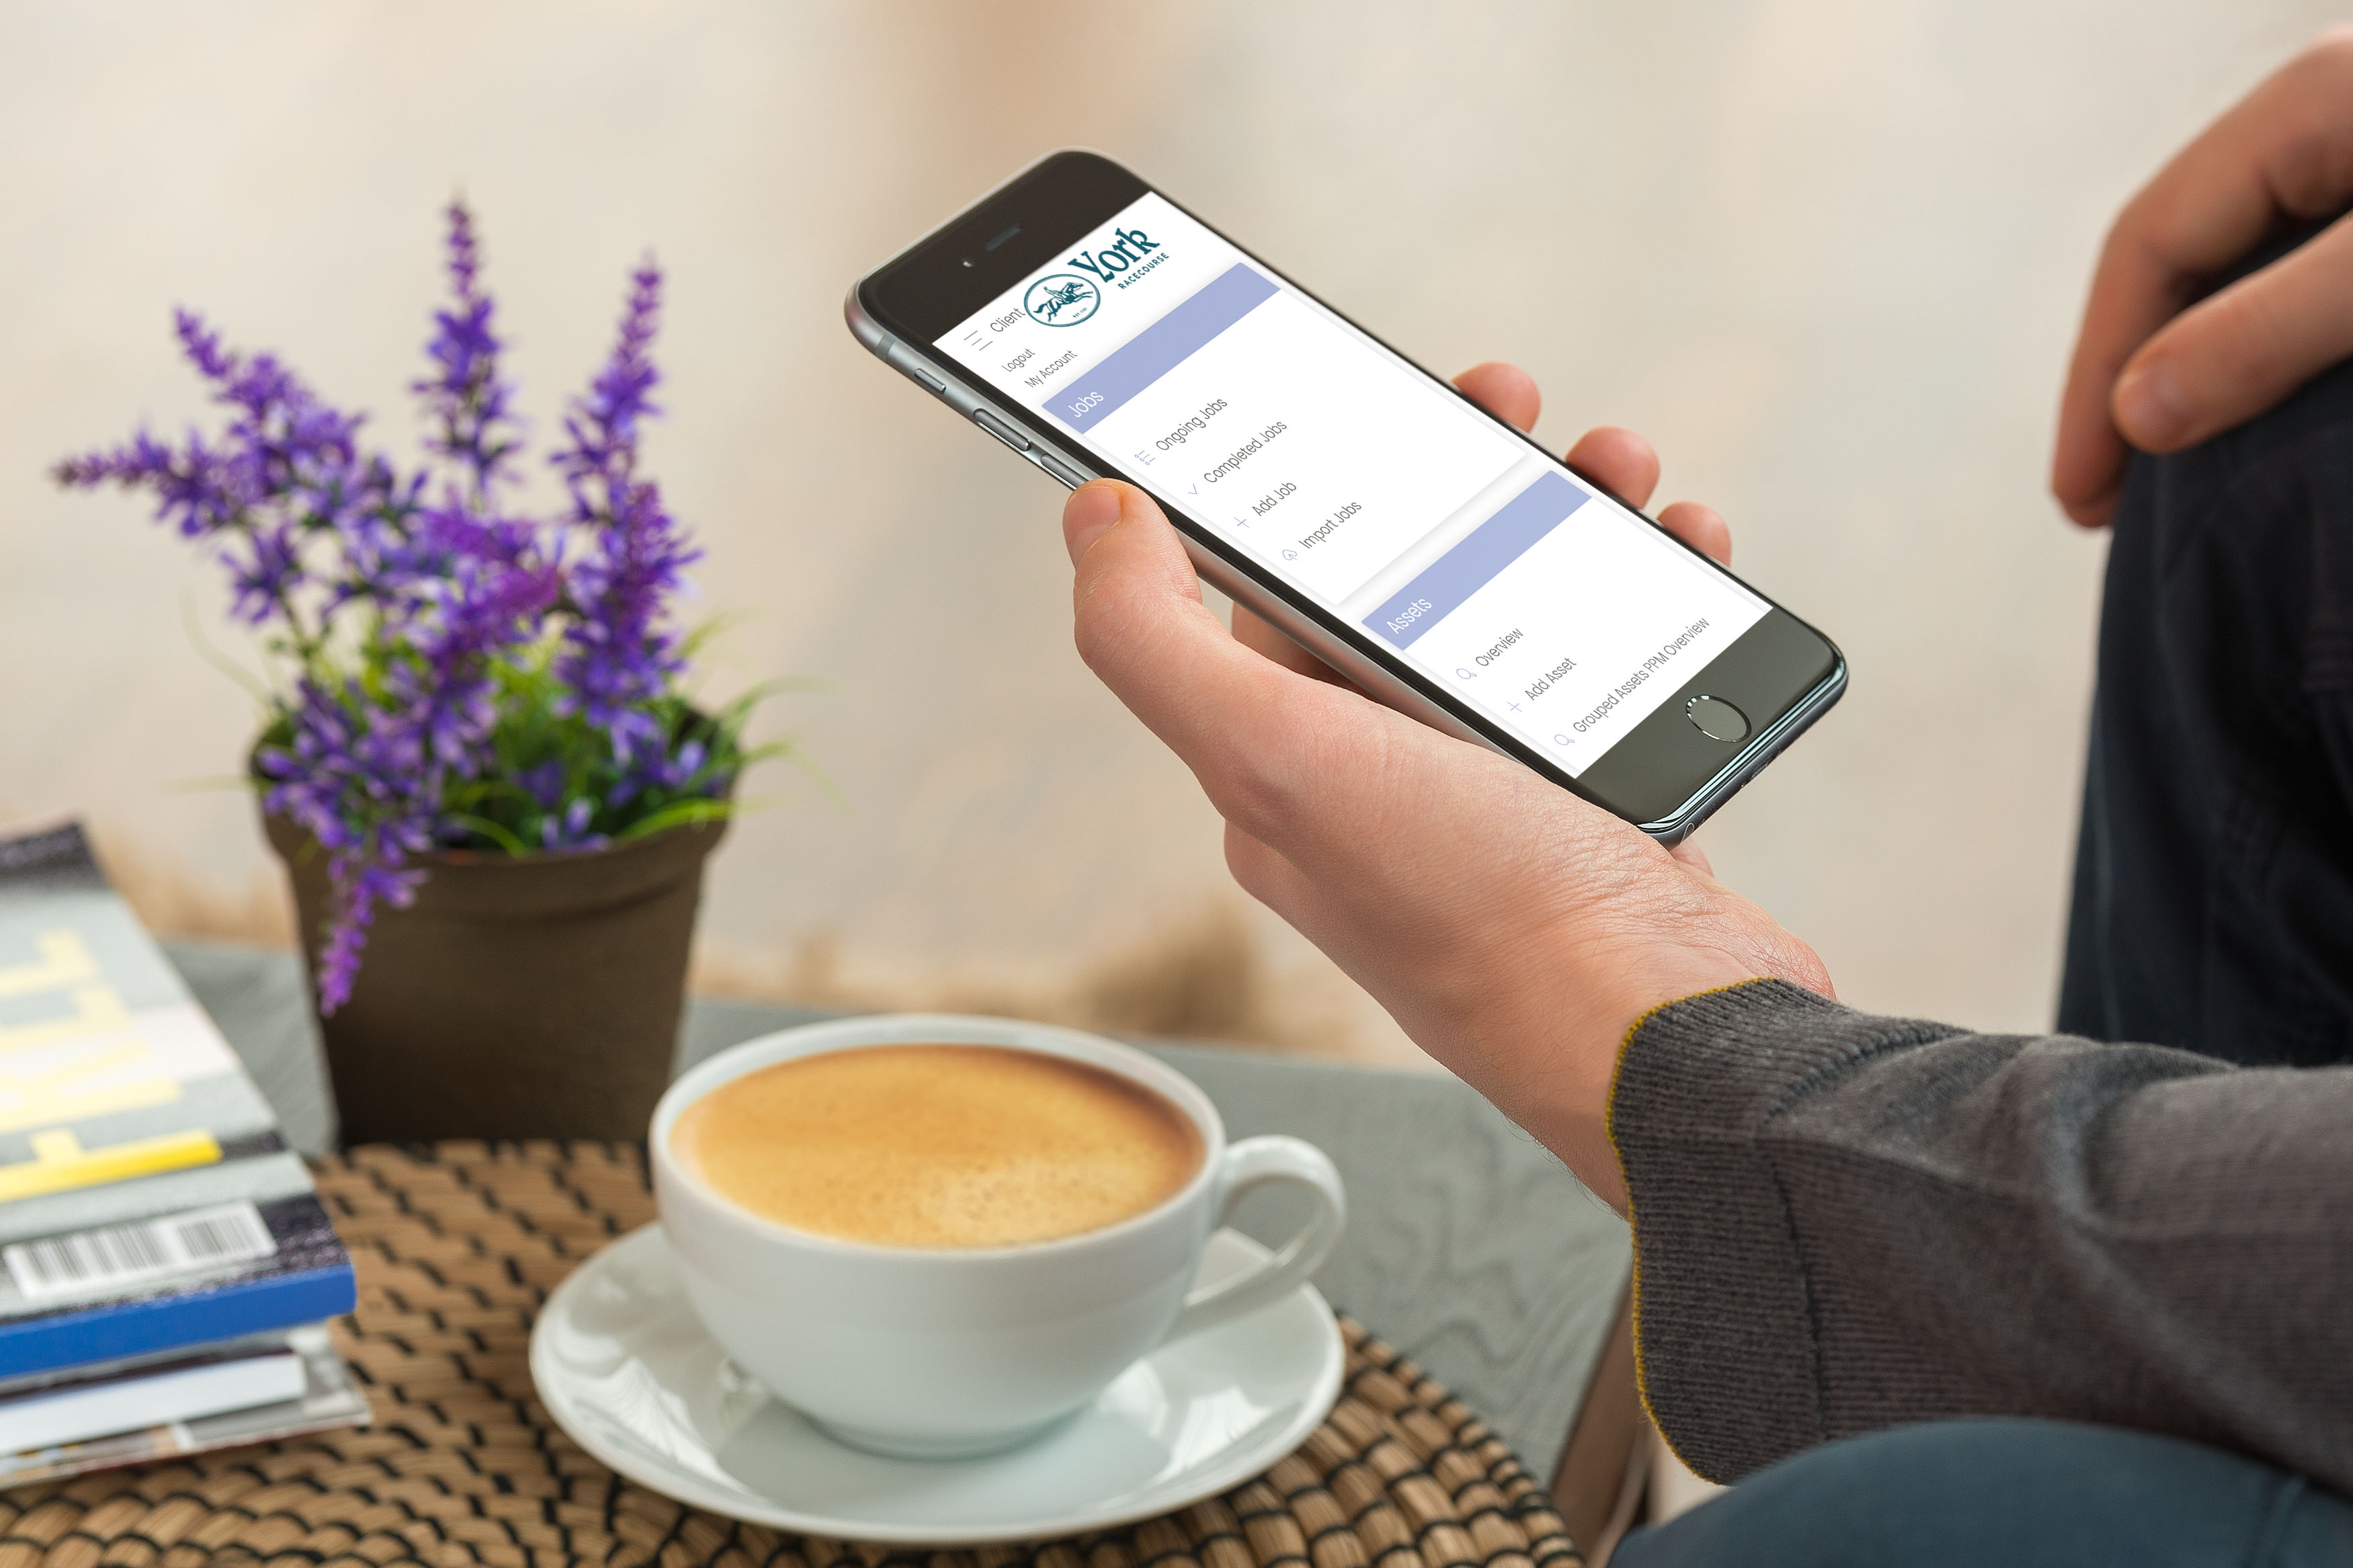 York
RACECOURSE
Client
Logout
My Account
Jobs
Ongoing Jobs
Completed Jobs
Add Job
Import Jobs
Assets
Overview
Add Asset
Grouped Assets PPM Overview